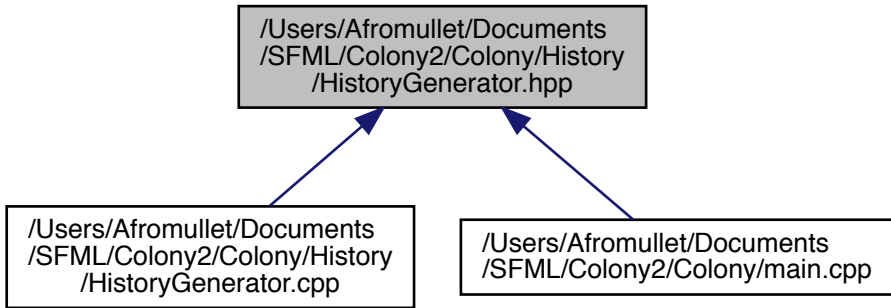 /Users/Afromullet/Documents
/SFML/Colony2/Colony/History
/HistoryGenerator.hpp
/Users/Afromullet/Documents
/SFML/Colony2/Colony/History
/HistoryGenerator.cpp
/Users/Afromullet/Documents
/SFML/Colony2/Colony/main.cpp